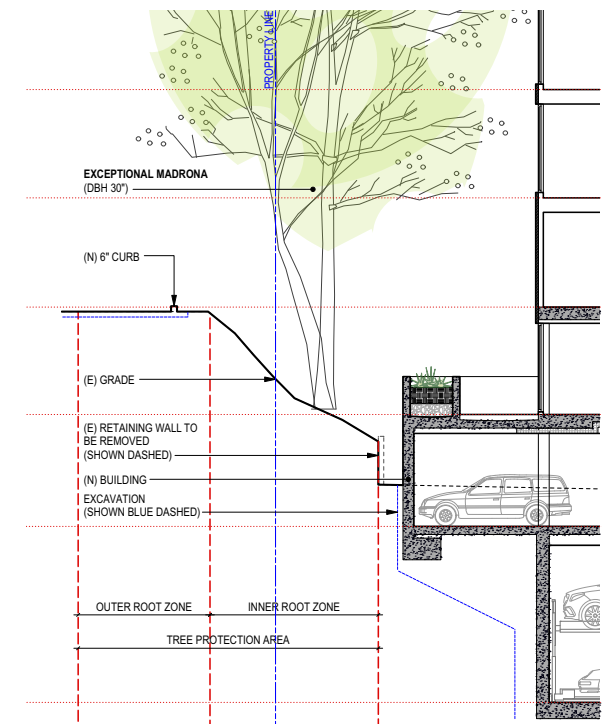 PROPERTY LINE
EXCEPTIONAL MADRONA
(DBH 30")
(N) 6" CURB
(E) GRADE
(E) RETAINING WALL TO
BE REMOVED
(SHOWN DASHED)
(N) BUILDING
EXCAVATION
(SHOWN BLUE DASHED)
OUTER ROOT ZONE
INNER ROOT ZONE
TREE PROTECTION AREA